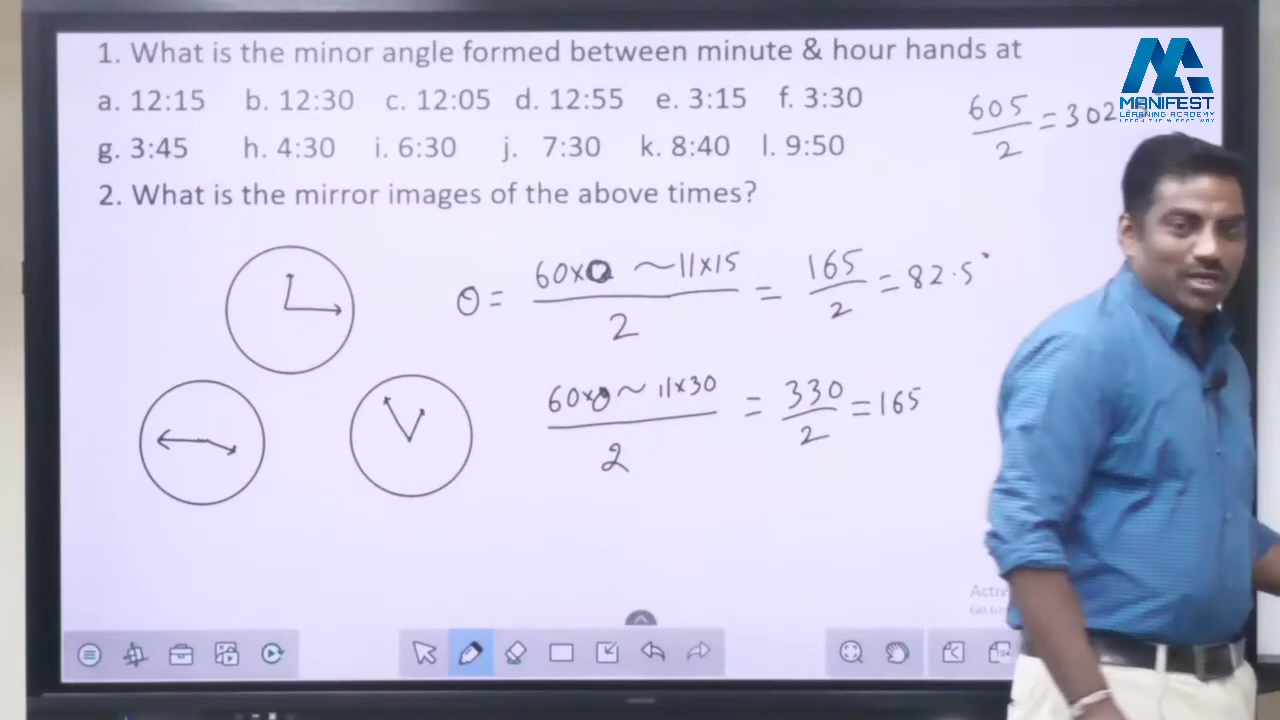 1. What is the minor angle formed between minute & hour hands at
a. 12:15 b. 12:30 c. 12:05 d. 12:55 e. 3:15 f. 3:30
g. 3:45 h. 4:30 i. 6:30 j. 7:30 k. 8:40 l. 9:50
2. What is the mirror images of the above times?
605/2 = 302
θ = 60×0 ~ 11×15 / 2 = 165/2 = 82.5°
60×0 ~ 11×30 / 2 = 330/2 = 165
MANIFEST
LEARNING ACADEMY